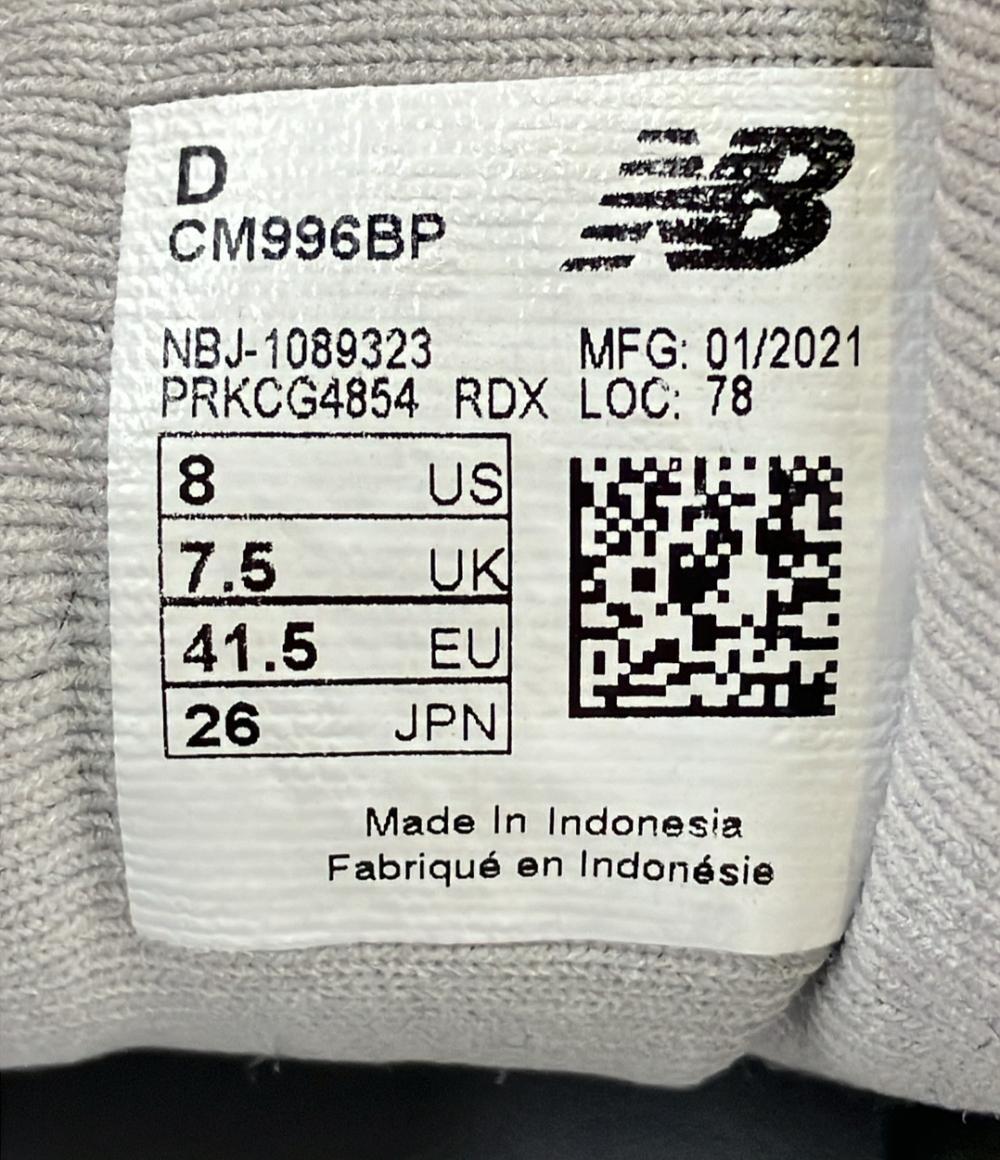 D
CM996BP
NB
NBJ-1089323 MFG: 01/2021
PRKCG4854 RDX LOC: 78
8 US
7.5 UK
41.5 EU
26 JPN
Made In Indonesia
Fabriqué en Indonésie